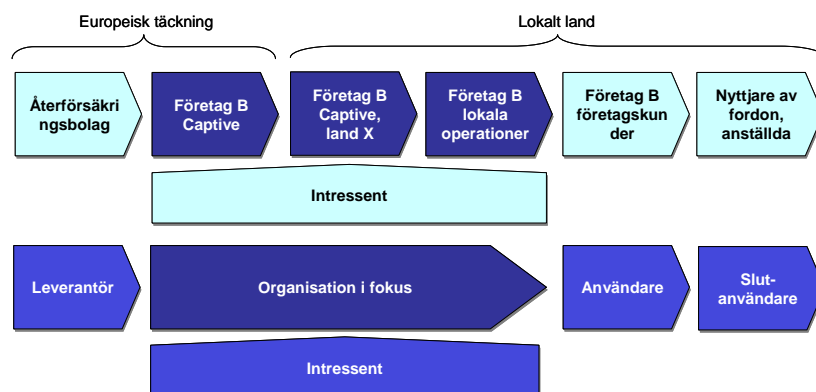 Europeisk täckning
Lokalt land
Återförsäkri
ngsbolag
Företag B
Captive
Företag B
Captive,
land X
Företag B
lokala
operationer
Företag B
företagskun
der
Nyttjare av
fordon,
anställda
Intressent
Leverantör
Organisation i fokus
Användare
Slut-
användare
Intressent